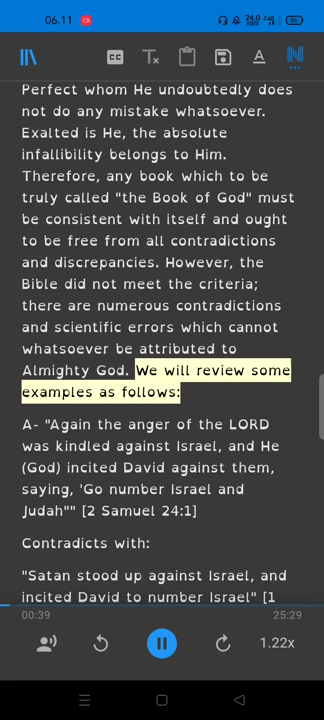 06.11
24.0
KB/s
86
CC
A
N
Perfect whom He undoubtedly does
not do any mistake whatsoever.
Exalted is He, the absolute
infallibility belongs to Him.
Therefore, any book which to be
truly called "the Book of God" must
be consistent with itself and ought
to be free from all contradictions
and discrepancies. However, the
Bible did not meet the criteria;
there are numerous contradictions
and scientific errors which cannot
whatsoever be attributed to
Almighty God. We will review some
examples as follows:
A- "Again the anger of the LORD
was kindled against Israel, and He
(God) incited David against them,
saying, 'Go number Israel and
Judah"" [2 Samuel 24:1]
Contradicts with:
"Satan stood up against Israel, and
incited David to number Israel" [1
00:39
25:29
1.22x